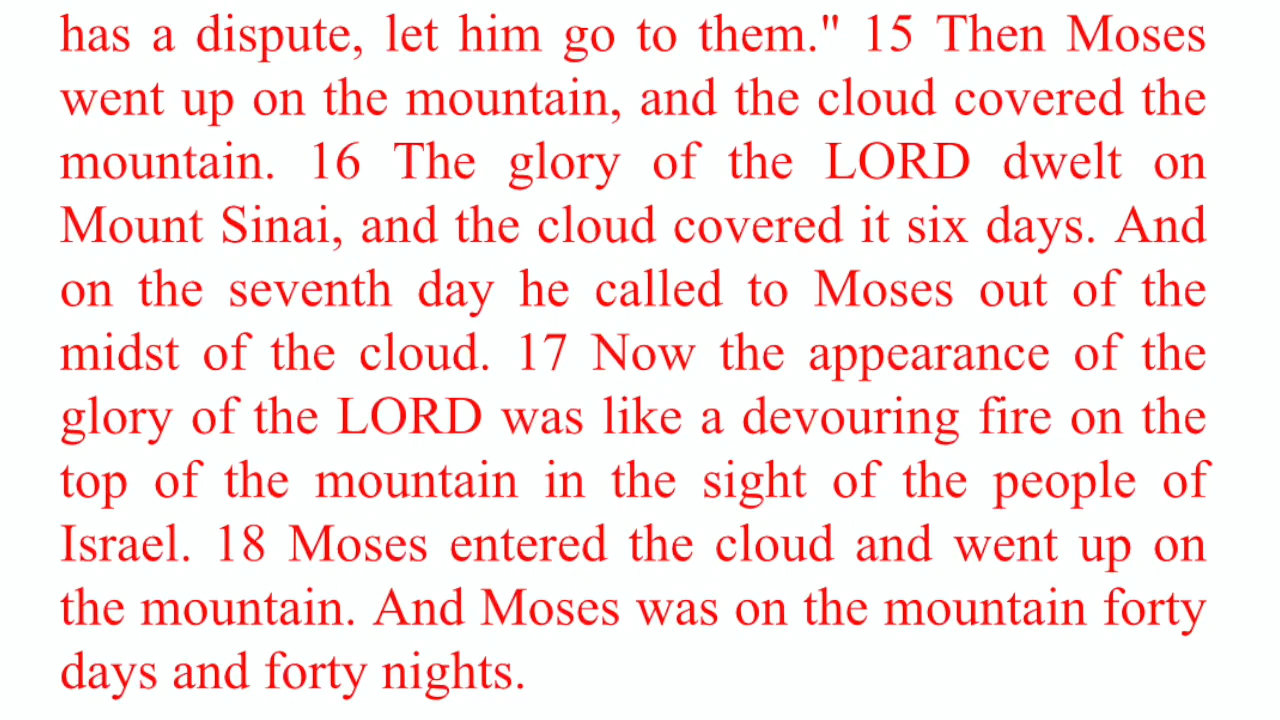 has a dispute, let him go to them." 15 Then Moses
went up on the mountain, and the cloud covered the
mountain. 16 The glory of the LORD dwelt on
Mount Sinai, and the cloud covered it six days. And
on the seventh day he called to Moses out of the
midst of the cloud. 17 Now the appearance of the
glory of the LORD was like a devouring fire on the
top of the mountain in the sight of the people of
Israel. 18 Moses entered the cloud and went up on
the mountain. And Moses was on the mountain forty
days and forty nights.